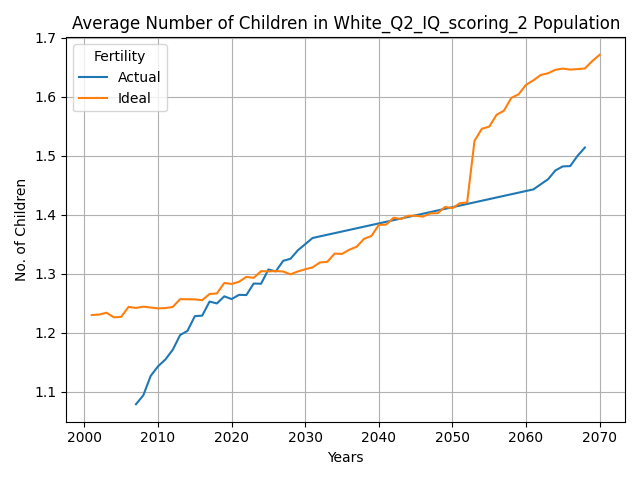 Average Number of Children in White_Q2_IQ_scoring_2 Population
1.7
1.6
1.5
1.4
1.3
1.2
1.1
No. of Children
Fertility
Actual
Ideal
2000 2010 2020 2030 2040 2050 2060 2070
Years